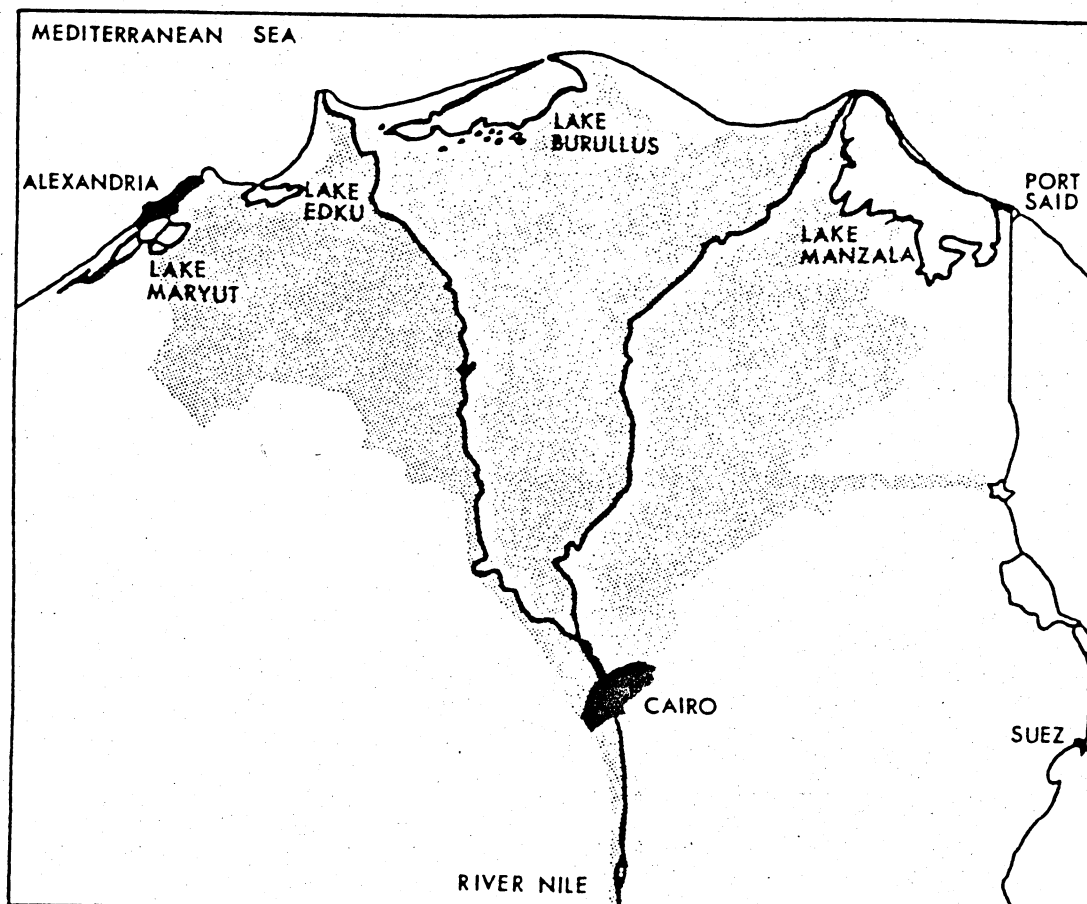 MEDITERRANEAN SEA
LAKE
BURULLUS
ALEXANDRIA
LAKE
EDKU
PORT
SAID
LAKE
MANZALA
LAKE
MARYUT
CAIRO
SUEZ
RIVER NILE